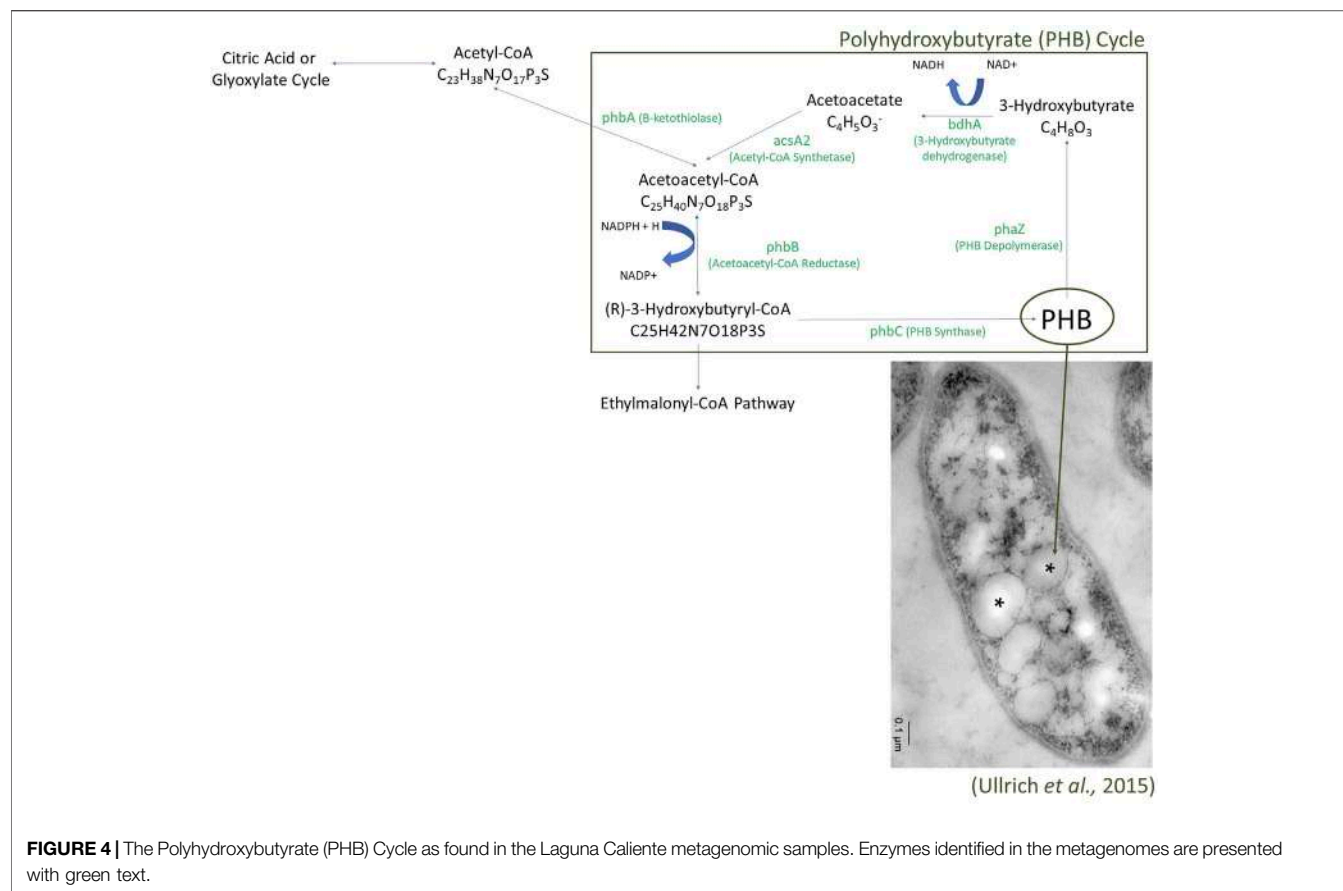 Polyhydroxybutyrate (PHB) Cycle
Citric Acid or
Glyoxylate Cycle
Acetyl-CoA
C₂₃H₃₈N₇O₁₇P₃S
NADH
NAD+
Acetoacetate
C₄H₅O₃⁻
3-Hydroxybutyrate
C₄H₈O₃
phbA (B-ketothiolase)
bdhA
(3-Hydroxybutyrate
dehydrogenase)
acsA2
(Acetyl-CoA Synthetase)
Acetoacetyl-CoA
C₂₅H₄₀N₇O₁₈P₃S
NADPH + H
NADP+
phbB
(Acetoacetyl-CoA Reductase)
phaZ
(PHB Depolymerase)
(R)-3-Hydroxybutyryl-CoA
C25H42N7O18P3S
phbC (PHB Synthase)
PHB
Ethylmalonyl-CoA Pathway
*
*
0.1 µm
(Ullrich et al., 2015)
FIGURE 4 | The Polyhydroxybutyrate (PHB) Cycle as found in the Laguna Caliente metagenomic samples. Enzymes identified in the metagenomes are presented
with green text.